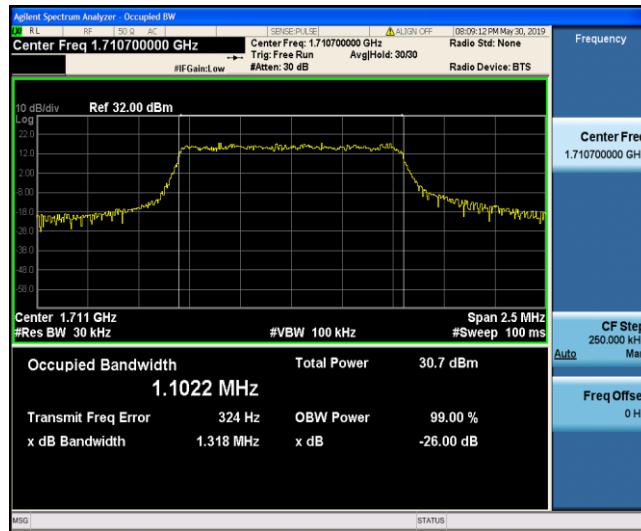 Agilent Spectrum Analyzer - Occupied BW
RL RF 50 Ω AC SENSE:PULSE ALIGN OFF 08:09:12 PM May 30, 2019
Center Freq 1.710700000 GHz
Center Freq: 1.710700000 GHz
Radio Std: None
Trig: Free Run Avg|Hold: 30/30
#IFGain:Low #Atten: 30 dB Radio Device: BTS
Frequency
10 dB/div Ref 32.00 dBm
Log
22.0
12.0
2.00
-8.00
-18.0
-28.0
-38.0
-48.0
-58.0
Center Freq
1.710700000 GH
Center 1.711 GHz Span 2.5 MHz
#Res BW 30 kHz #VBW 100 kHz #Sweep 100 ms
CF Step
250.000 kH
Auto Ma
Occupied Bandwidth Total Power 30.7 dBm
1.1022 MHz
Transmit Freq Error 324 Hz OBW Power 99.00 %
x dB Bandwidth 1.318 MHz x dB -26.00 dB
Freq Offse
0 H
MSG STATUS